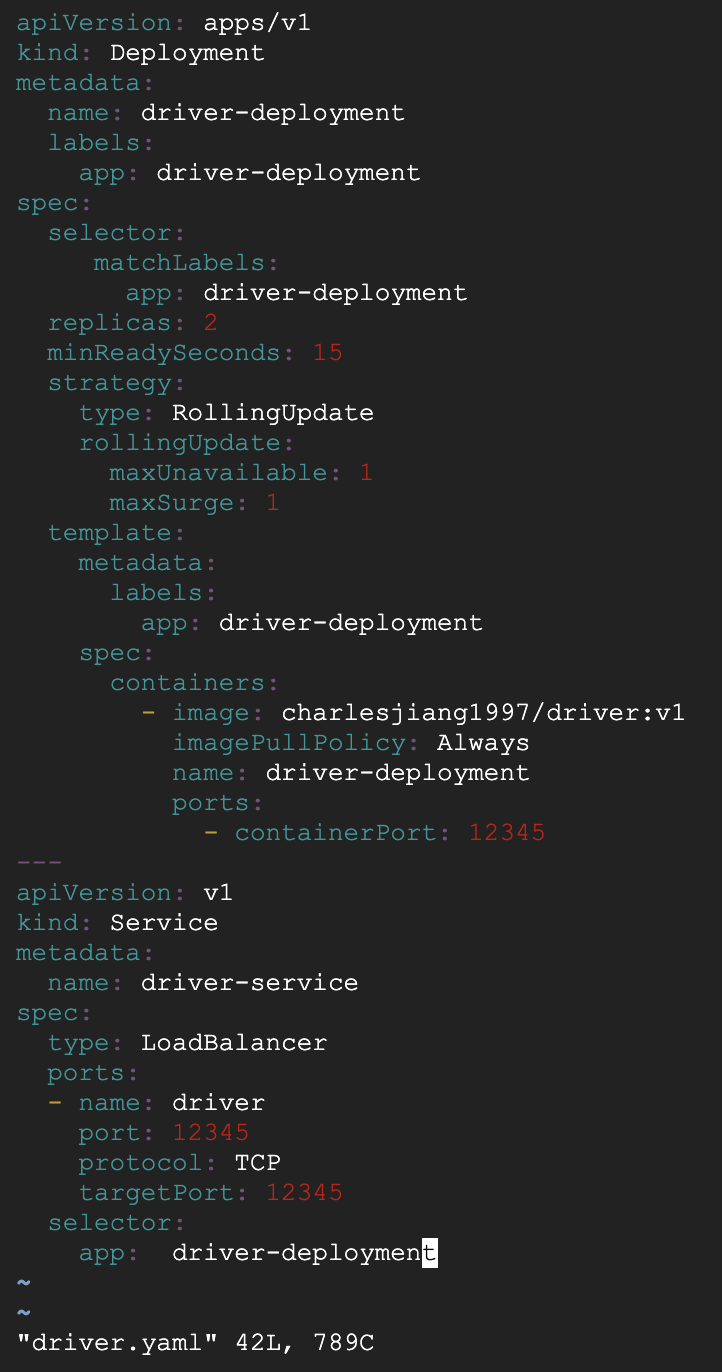 apiVersion: apps/v1
kind: Deployment
metadata:
  name: driver-deployment
  labels:
    app: driver-deployment
spec:
  selector:
     matchLabels:
       app: driver-deployment
  replicas: 2
  minReadySeconds: 15
  strategy:
    type: RollingUpdate
    rollingUpdate:
      maxUnavailable: 1
      maxSurge: 1
  template:
    metadata:
      labels:
        app: driver-deployment
    spec:
      containers:
        - image: charlesjiang1997/driver:v1
          imagePullPolicy: Always
          name: driver-deployment
          ports:
            - containerPort: 12345
---
apiVersion: v1
kind: Service
metadata:
  name: driver-service
spec:
  type: LoadBalancer
  ports:
  - name: driver
    port: 12345
    protocol: TCP
    targetPort: 12345
  selector:
    app:  driver-deployment
~
~
"driver.yaml" 42L, 789C